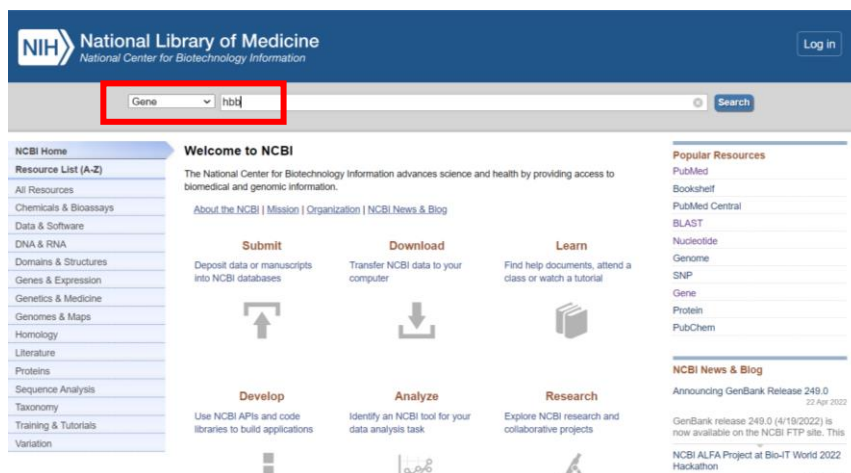 NIH National Library of Medicine
National Center for Biotechnology Information
Log in
Gene hbb
Search
NCBI Home
Resource List (A-Z)
All Resources
Chemicals & Bioassays
Data & Software
DNA & RNA
Domains & Structures
Genes & Expression
Genetics & Medicine
Genomes & Maps
Homology
Literature
Proteins
Sequence Analysis
Taxonomy
Training & Tutorials
Variation
Welcome to NCBI
The National Center for Biotechnology Information advances science and health by providing access to
biomedical and genomic information.
About the NCBI | Mission | Organization | NCBI News & Blog
Submit
Deposit data or manuscripts
into NCBI databases
Download
Transfer NCBI data to your
computer
Learn
Find help documents, attend a
class or watch a tutorial
Develop
Use NCBI APIs and code
libraries to build applications
Analyze
Identify an NCBI tool for your
data analysis task
Research
Explore NCBI research and
collaborative projects
Popular Resources
PubMed
Bookshelf
PubMed Central
BLAST
Nucleotide
Genome
SNP
Gene
Protein
PubChem
NCBI News & Blog
Announcing GenBank Release 249.0
22 Apr 2022
GenBank release 249.0 (4/19/2022) is
now available on the NCBI FTP site. This
NCBI ALFA Project at Bio-IT World 2022
Hackathon